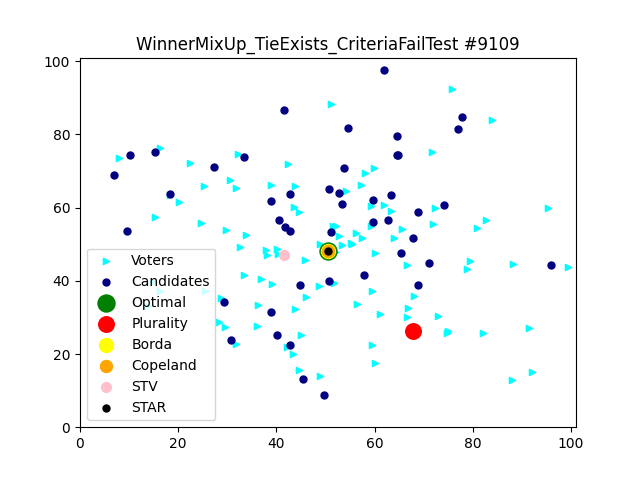 WinnerMixUp_TieExists_CriteriaFailTest #9109
100
80
60
40
20
0
0
20
40
60
80
100
Voters
Candidates
Optimal
Plurality
Borda
Copeland
STV
STAR